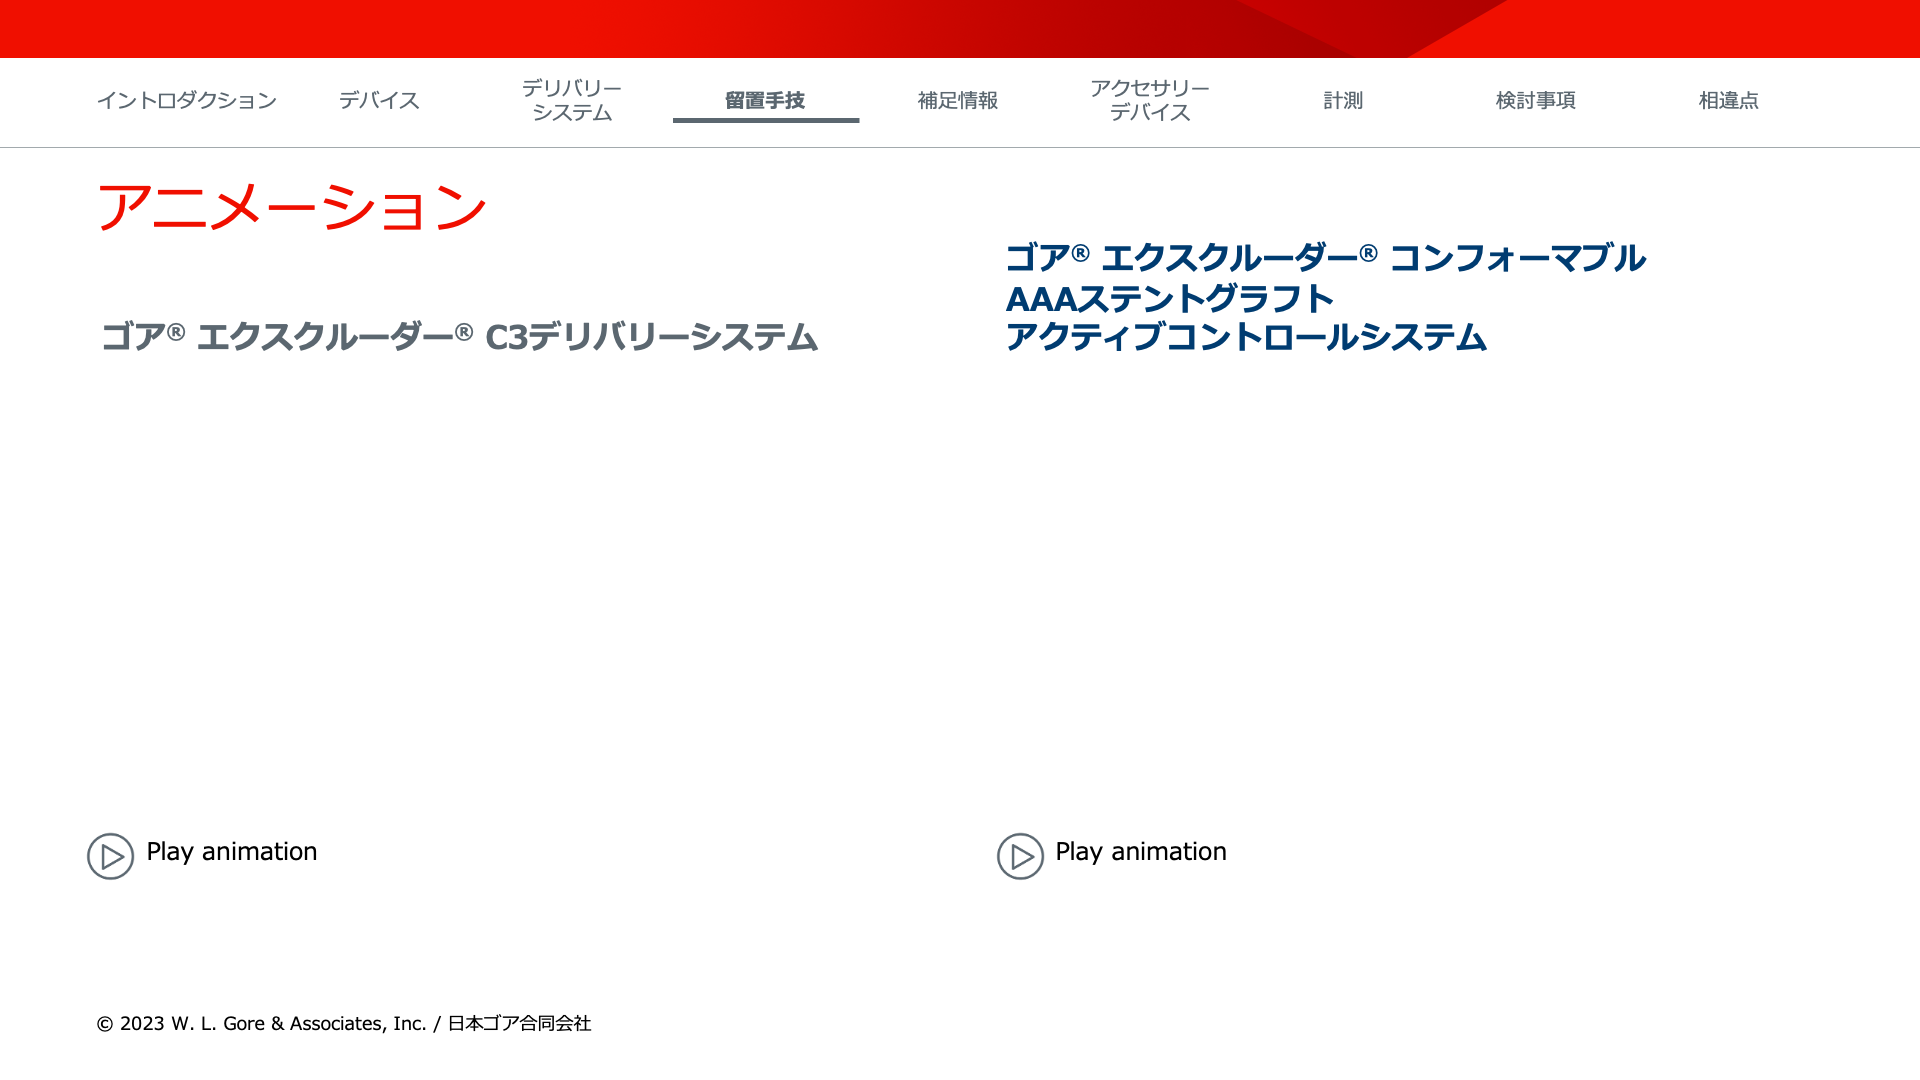 イントロダクション
デバイス
デリバリー
システム
留置手技
補足情報
アクセサリー
デバイス
計測
検討事項
相違点
アニメーション
ゴア® エクスクルーダー® C3デリバリーシステム
ゴア® エクスクルーダー® コンフォーマブル
AAAステントグラフト
アクティブコントロールシステム
Play animation
Play animation
© 2023 W. L. Gore & Associates, Inc. / 日本ゴア合同会社